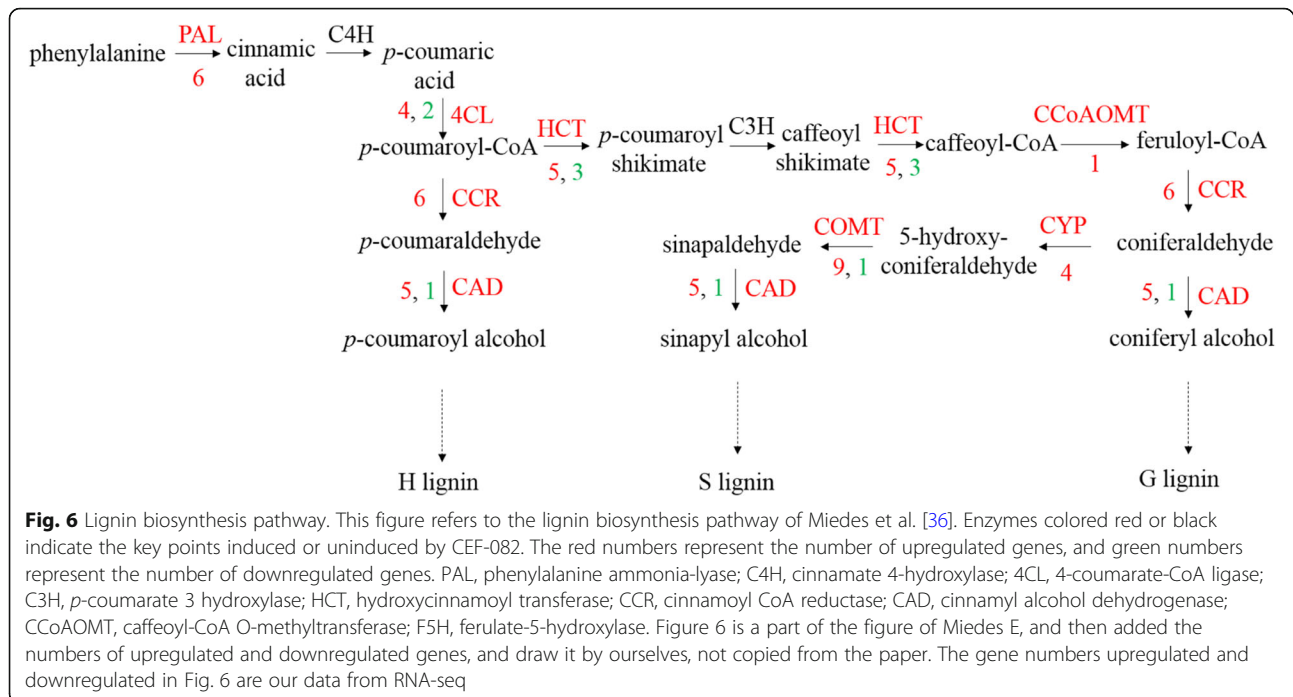 phenylalanine PAL cinnamic acid C4H p-coumaric acid
6
4, 2 4CL
p-coumaroyl-CoA HCT p-coumaroyl shikimate C3H caffeoyl shikimate HCT caffeoyl-CoA CCoAOMT feruloyl-CoA
5, 3 5, 3 1
6 CCR 6 CCR
p-coumaraldehyde sinapaldehyde COMT 5-hydroxy-coniferaldehyde CYP coniferaldehyde
9, 1 4
5, 1 CAD 5, 1 CAD 5, 1 CAD
p-coumaroyl alcohol sinapyl alcohol coniferyl alcohol
H lignin S lignin G lignin
Fig. 6 Lignin biosynthesis pathway. This figure refers to the lignin biosynthesis pathway of Miedes et al. [36]. Enzymes colored red or black
indicate the key points induced or uninduced by CEF-082. The red numbers represent the number of upregulated genes, and green numbers
represent the number of downregulated genes. PAL, phenylalanine ammonia-lyase; C4H, cinnamate 4-hydroxylase; 4CL, 4-coumarate-CoA ligase;
C3H, p-coumarate 3 hydroxylase; HCT, hydroxycinnamoyl transferase; CCR, cinnamoyl CoA reductase; CAD, cinnamyl alcohol dehydrogenase;
CCoAOMT, caffeoyl-CoA O-methyltransferase; F5H, ferulate-5-hydroxylase. Figure 6 is a part of the figure of Miedes E, and then added the
numbers of upregulated and downregulated genes, and draw it by ourselves, not copied from the paper. The gene numbers upregulated and
downregulated in Fig. 6 are our data from RNA-seq